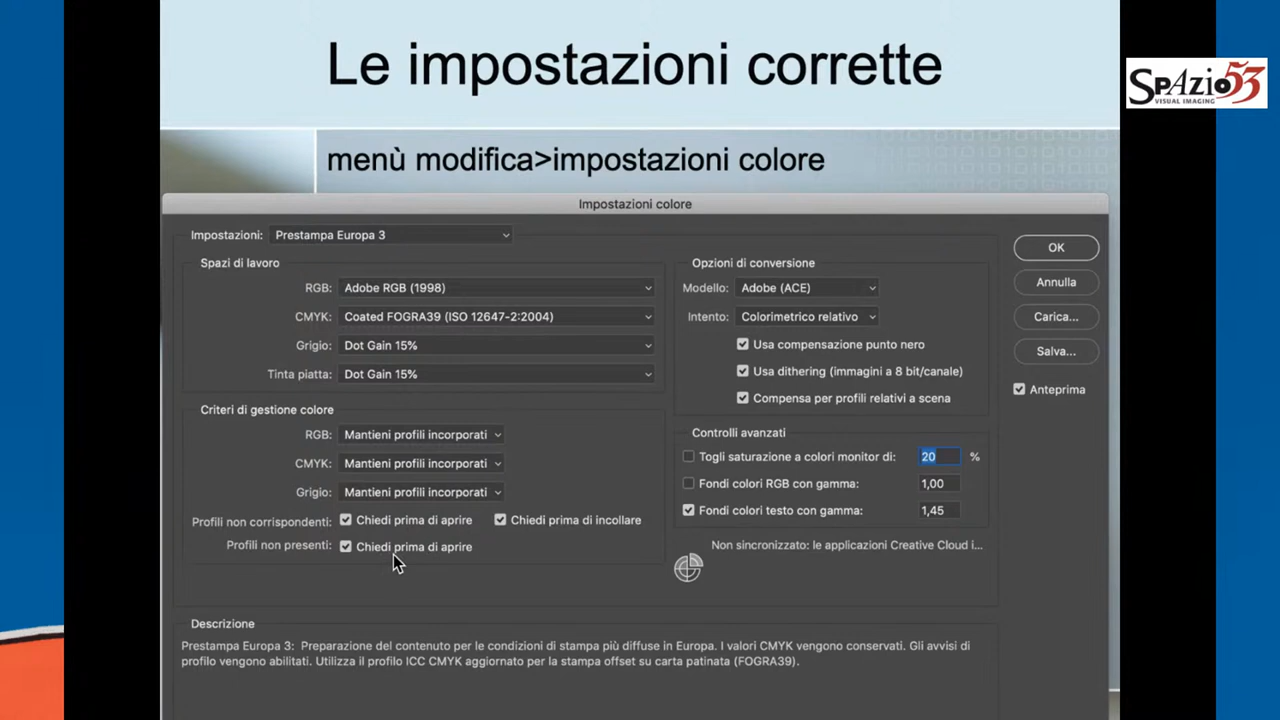 Le impostazioni corrette
SPAZIO53
VISUAL IMAGING
menù modifica>impostazioni colore
Impostazioni colore
Impostazioni: Prestampa Europa 3
Spazi di lavoro
RGB: Adobe RGB (1998)
CMYK: Coated FOGRA39 (ISO 12647-2:2004)
Grigio: Dot Gain 15%
Tinta piatta: Dot Gain 15%
Criteri di gestione colore
RGB: Mantieni profili incorporati
CMYK: Mantieni profili incorporati
Grigio: Mantieni profili incorporati
Profili non corrispondenti: Chiedi prima di aprire Chiedi prima di incollare
Profili non presenti: Chiedi prima di aprire
Opzioni di conversione
Modello: Adobe (ACE)
Intento: Colorimetrico relativo
Usa compensazione punto nero
Usa dithering (immagini a 8 bit/canale)
Compensa per profili relativi a scena
Controlli avanzati
Togli saturazione a colori monitor di: 20 %
Fondi colori RGB con gamma: 1,00
Fondi colori testo con gamma: 1,45
Non sincronizzato: le applicazioni Creative Cloud i...
OK
Annulla
Carica...
Salva...
Anteprima
Descrizione
Prestampa Europa 3: Preparazione del contenuto per le condizioni di stampa più diffuse in Europa. I valori CMYK vengono conservati. Gli avvisi di
profilo vengono abilitati. Utilizza il profilo ICC CMYK aggiornato per la stampa offset su carta patinata (FOGRA39).